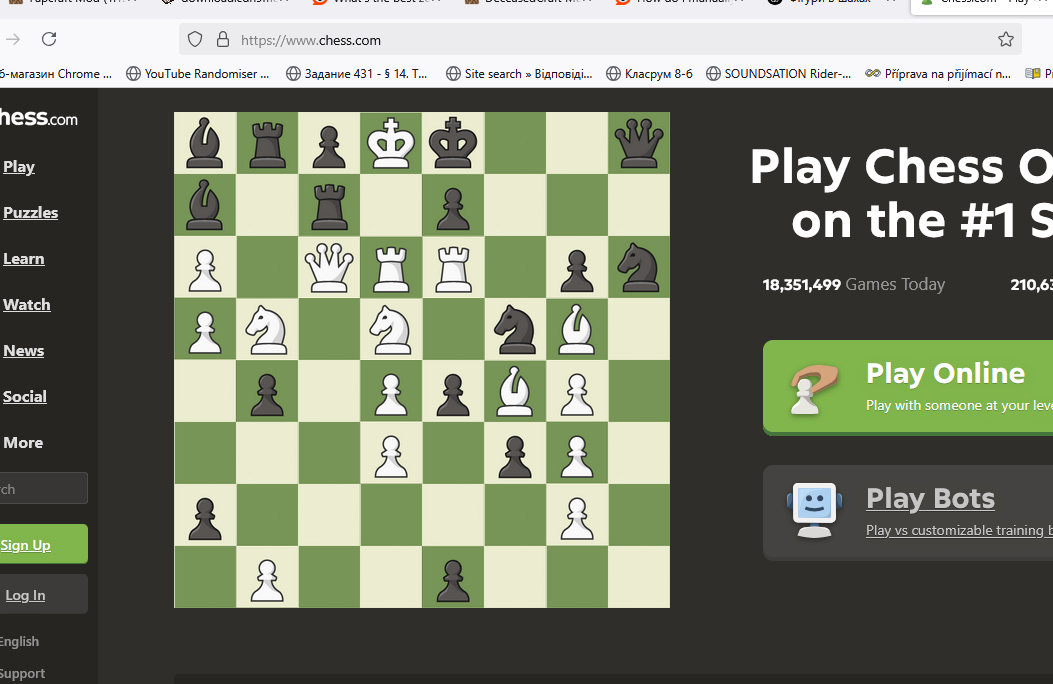 https://www.chess.com
YouTube Randomiser ...
Задание 431 - § 14. Т...
Site search » Відповіді...
Класрум 8-б
SOUNDSATION Rider-...
Příprava na přijímací n...
б-магазин Chrome ...
hess.com
Play
Puzzles
Learn
Watch
News
Social
More
Sign Up
Log In
English
Support
Play Chess O
on the #1 S
18,351,499 Games Today
210,63
Play Online
Play with someone at your leve
Play Bots
Play vs customizable training b